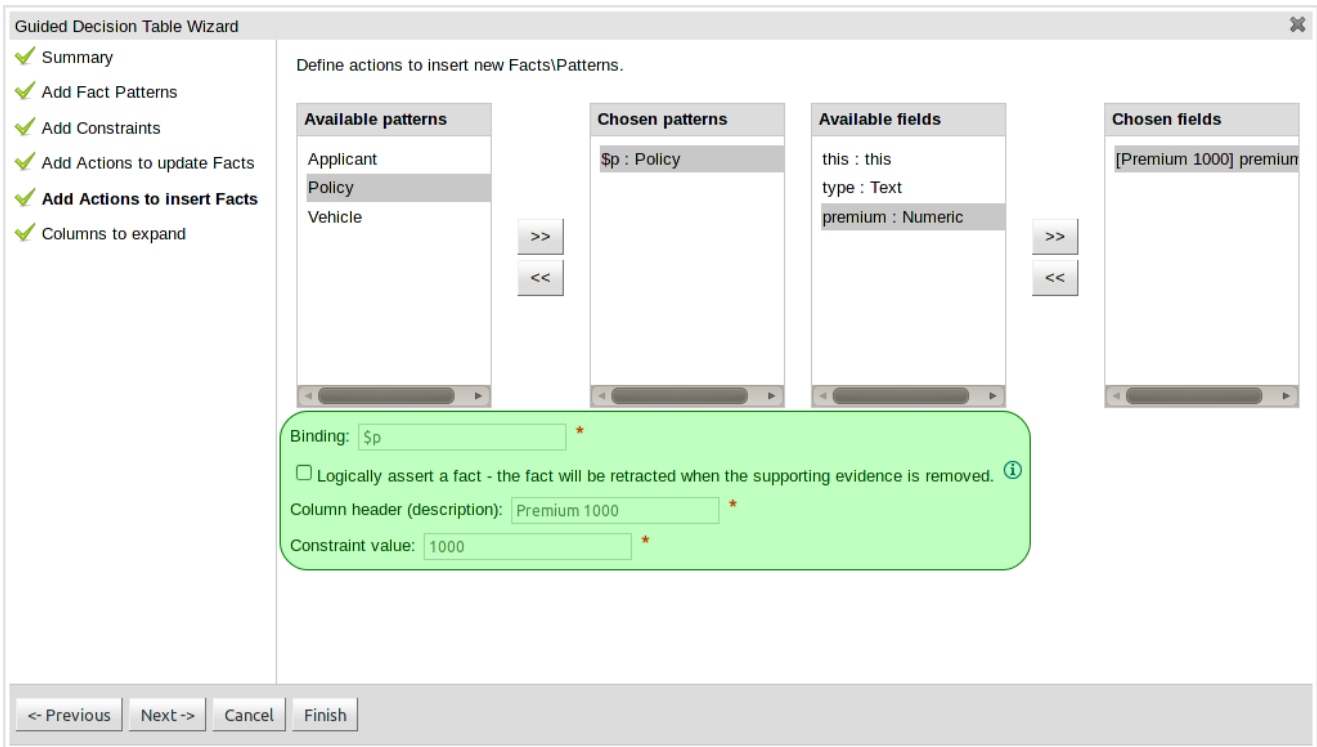 Guided Decision Table Wizard
Summary
Add Fact Patterns
Add Constraints
Add Actions to update Facts
Add Actions to insert Facts
Columns to expand
Define actions to insert new Facts\Patterns.
Available patterns
Applicant
Policy
Vehicle
>>
<<
Chosen patterns
$p : Policy
Available fields
this : this
type : Text
premium : Numeric
>>
<<
Chosen fields
[Premium 1000] premium
Binding: $p *
Logically assert a fact - the fact will be retracted when the supporting evidence is removed.
Column header (description): Premium 1000 *
Constraint value: 1000 *
<- Previous Next -> Cancel Finish